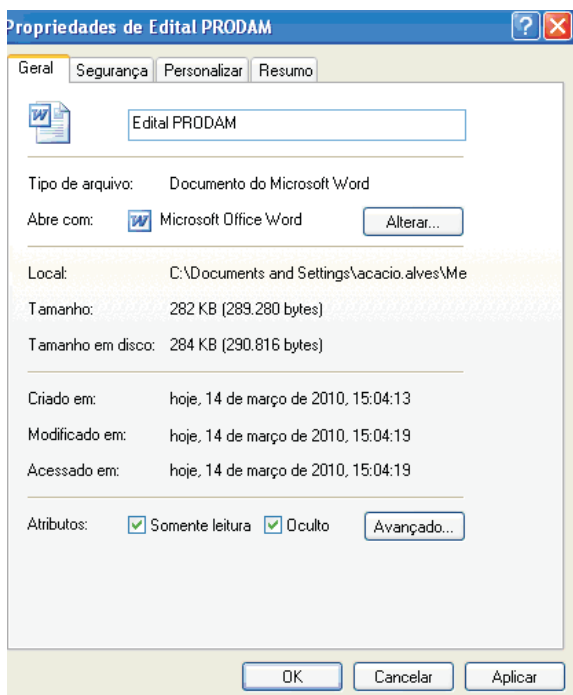 Propriedades de Edital PRODAM
Geral Segurança Personalizar Resumo
Edital PRODAM
Tipo de arquivo: Documento do Microsoft Word
Abre com: Microsoft Office Word Alterar...
Local: C:\Documents and Settings\acacio.alves\Me
Tamanho: 282 KB (289.280 bytes)
Tamanho em disco: 284 KB (290.816 bytes)
Criado em: hoje, 14 de março de 2010, 15:04:13
Modificado em: hoje, 14 de março de 2010, 15:04:19
Acessado em: hoje, 14 de março de 2010, 15:04:19
Atributos: Somente leitura Oculto Avançado...
OK Cancelar Aplicar